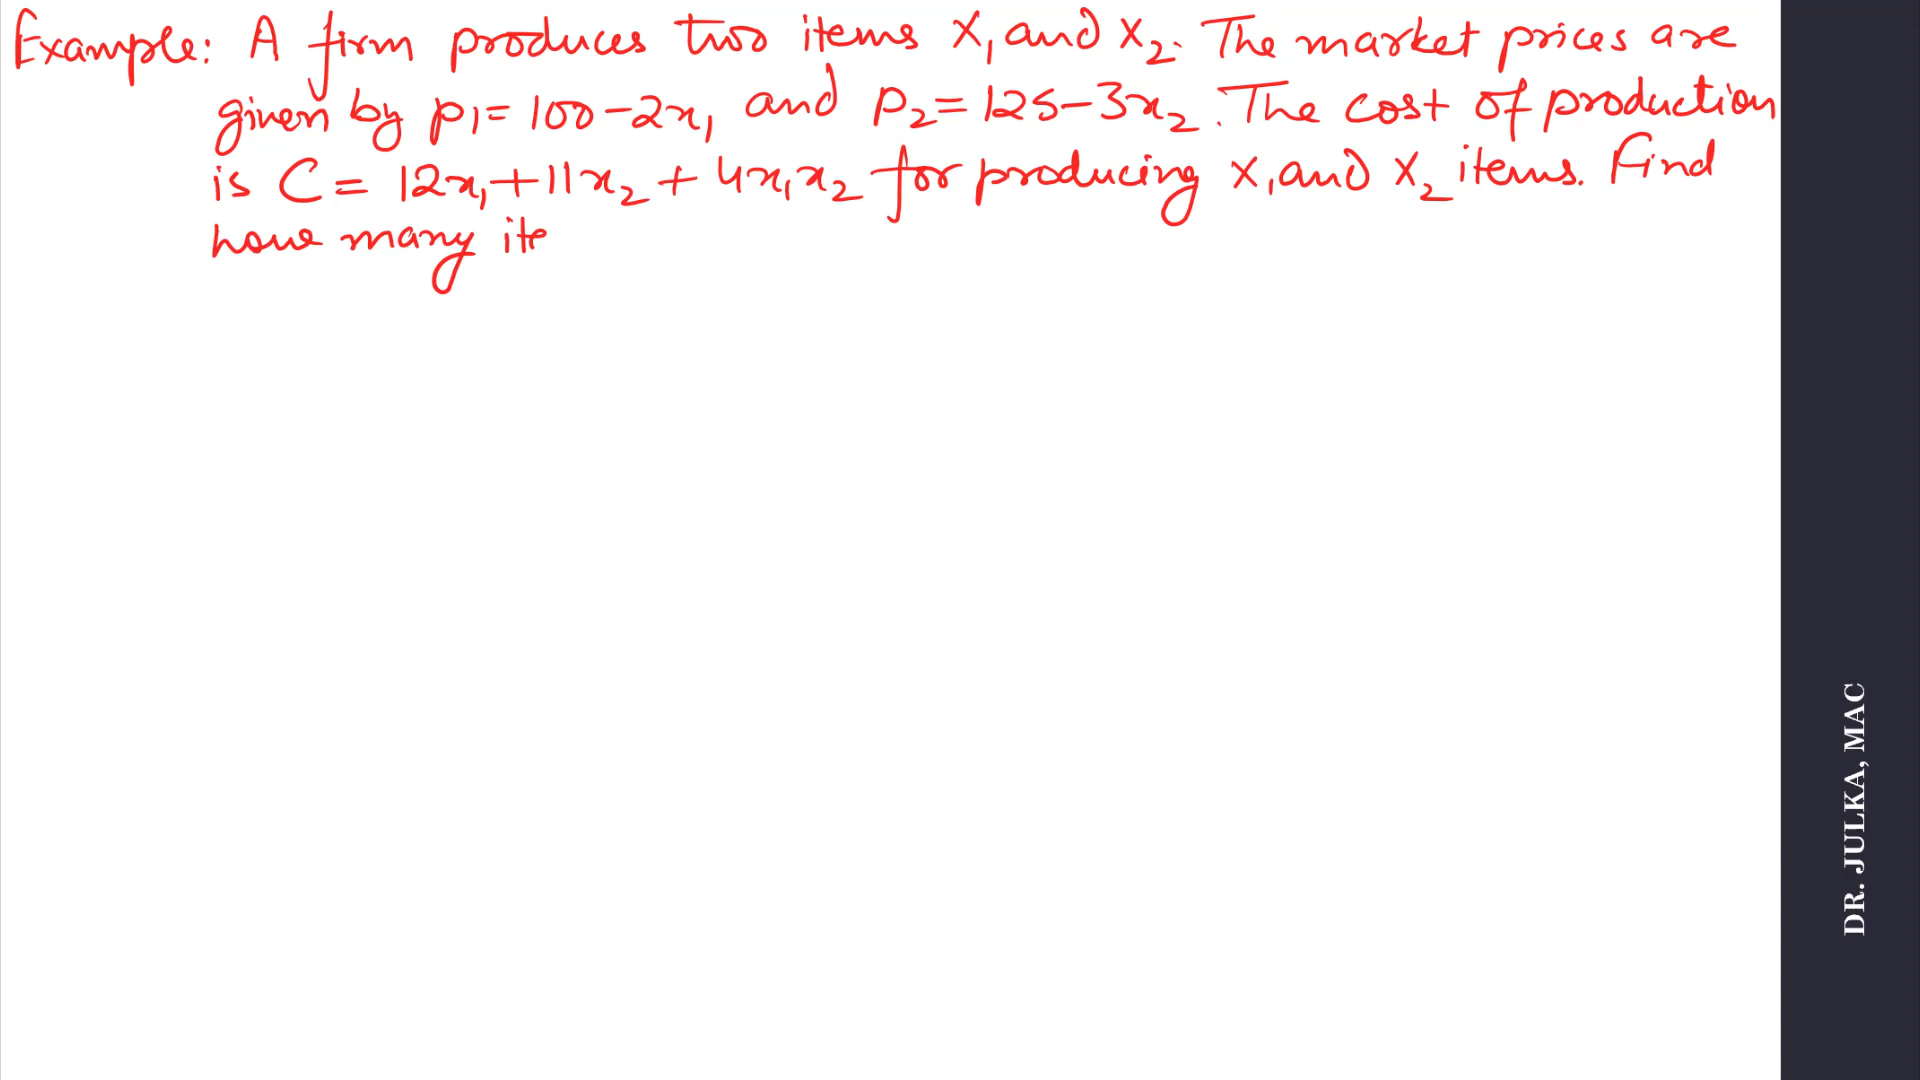 Example: A firm produces two items X₁ and X₂. The market prices are
given by p₁ = 100 - 2x₁ and P₂ = 125 - 3x₂. The cost of production
is C = 12x₁ + 11x₂ + 4x₁x₂ for producing X₁ and X₂ items. Find
how many ite
DR. JULKA, MAC